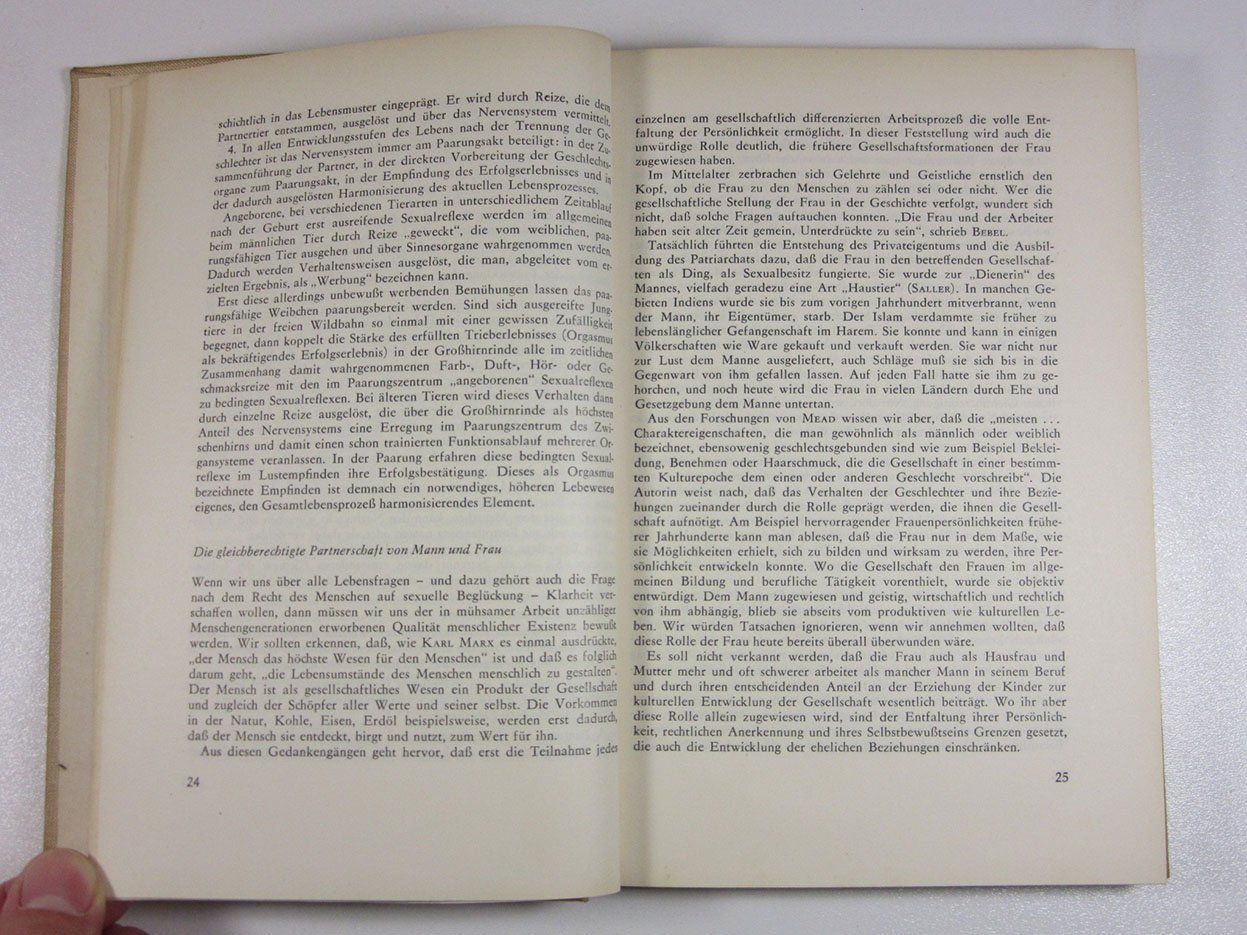 schichtlich in das Lebensmuster eingeprägt. Er wird durch Reize, die dem
Partnertier entstammen, ausgelöst und über das Nervensystem vermittelt.
4. In allen Entwicklungsstufen des Lebens nach der Trennung der Ge-
schlechter ist das Nervensystem immer am Paarungsakt beteiligt: in der Zu-
sammenführung der Partner, in der direkten Vorbereitung der Geschlechts-
organe zum Paarungsakt, in der Empfindung des Erfolgserlebnisses und in
der dadurch ausgelösten Harmonisierung des aktuellen Lebensprozesses.
Angeborene, bei verschiedenen Tierarten in unterschiedlichem Zeitablauf
nach der Geburt erst ausreifende Sexualreflexe werden im allgemeinen
beim männlichen Tier durch Reize „geweckt“, die vom weiblichen, paa-
rungsfähigen Tier ausgehen und über Sinnesorgane wahrgenommen werden.
Dadurch werden Verhaltensweisen ausgelöst, die man, abgeleitet vom er-
zielten Ergebnis, als „Werbung“ bezeichnen kann.
Erst diese allerdings unbewußt werbenden Bemühungen lassen das paa-
rungsfähige Weibchen paarungsbereit werden. Sind sich ausgereifte Jung-
tiere in der freien Wildbahn so einmal mit einer gewissen Zufälligkeit
begegnet, dann koppelt die Stärke des erfüllten Trieberlebnisses (Orgasmus
als bekräftigendes Erfolgserlebnis) in der Großhirnrinde alle im zeitlichen
Zusammenhang damit wahrgenommenen Farb-, Duft-, Hör- oder Ge-
schmacksreize mit den im Paarungszentrum „angeborenen“ Sexualreflexen
zu bedingten Sexualreflexen. Bei älteren Tieren wird dieses Verhalten dann
durch einzelne Reize ausgelöst, die über die Großhirnrinde als höchsten
Anteil des Nervensystems eine Erregung im Paarungszentrum des Zwi-
schenhirns und damit einen schon trainierten Funktionsablauf mehrerer Or-
gansysteme veranlassen. In der Paarung erfahren diese bedingten Sexual-
reflexe im Lustempfinden ihre Erfolgsbestätigung. Dieses als Orgasmus
bezeichnete Empfinden ist demnach ein notwendiges, höheren Lebewesen
eigenes, den Gesamtlebensprozeß harmonisierendes Element.
Die gleichberechtigte Partnerschaft von Mann und Frau
Wenn wir uns über alle Lebensfragen – und dazu gehört auch die Frage
nach dem Recht des Menschen auf sexuelle Beglückung – Klarheit ver-
schaffen wollen, dann müssen wir uns der in mühsamer Arbeit unzähliger
Menschengenerationen erworbenen Qualität menschlicher Existenz bewußt
werden. Wir sollten erkennen, daß, wie KARL MARX es einmal ausdrückte,
„der Mensch das höchste Wesen für den Menschen“ ist und daß es folglich
darum geht, „die Lebensumstände des Menschen menschlich zu gestalten“.
Der Mensch ist als gesellschaftliches Wesen ein Produkt der Gesellschaft
und zugleich der Schöpfer aller Werte und seiner selbst. Die Vorkommen
in der Natur, Kohle, Eisen, Erdöl beispielsweise, werden erst dadurch,
daß der Mensch sie entdeckt, birgt und nutzt, zum Wert für ihn.
Aus diesen Gedankengängen geht hervor, daß erst die Teilnahme jedes
24
einzelnen am gesellschaftlich differenzierten Arbeitsprozeß die volle Ent-
faltung der Persönlichkeit ermöglicht. In dieser Feststellung wird auch die
unwürdige Rolle deutlich, die frühere Gesellschaftsformationen der Frau
zugewiesen haben.
Im Mittelalter zerbrachen sich Gelehrte und Geistliche ernstlich den
Kopf, ob die Frau zu den Menschen zu zählen sei oder nicht. Wer die
gesellschaftliche Stellung der Frau in der Geschichte verfolgt, wundert sich
nicht, daß solche Fragen auftauchen konnten. „Die Frau und der Arbeiter
haben seit alter Zeit gemein, Unterdrückte zu sein“, schrieb BEBEL.
Tatsächlich führten die Entstehung des Privateigentums und die Ausbil-
dung des Patriarchats dazu, daß die Frau in den betreffenden Gesellschaf-
ten als Ding, als Sexualbesitz fungierte. Sie wurde zur „Dienerin“ des
Mannes, vielfach geradezu eine Art „Haustier“ (SALLER). In manchen Ge-
bieten Indiens wurde sie bis zum vorigen Jahrhundert mitverbrannt, wenn
der Mann, ihr Eigentümer, starb. Der Islam verdammte sie früher zu
lebenslänglicher Gefangenschaft im Harem. Sie konnte und kann in einigen
Völkerschaften wie Ware gekauft und verkauft werden. Sie war nicht nur
zur Lust dem Manne ausgeliefert, auch Schläge muß sie sich bis in die
Gegenwart von ihm gefallen lassen. Auf jeden Fall hatte sie ihm zu ge-
horchen, und noch heute wird die Frau in vielen Ländern durch Ehe und
Gesetzgebung dem Manne untertan.
Aus den Forschungen von MEAD wissen wir aber, daß die „meisten ...
Charaktereigenschaften, die man gewöhnlich als männlich oder weiblich
bezeichnet, ebensowenig geschlechtsgebunden sind wie zum Beispiel Beklei-
dung, Benehmen oder Haarschmuck, die die Gesellschaft in einer bestimm-
ten Kulturepoche dem einen oder anderen Geschlecht vorschreibt“. Die
Autorin weist nach, daß das Verhalten der Geschlechter und ihre Bezie-
hungen zueinander durch die Rolle geprägt werden, die ihnen die Gesell-
schaft aufnötigt. Am Beispiel hervorragender Frauenpersönlichkeiten frühe-
rer Jahrhunderte kann man ablesen, daß die Frau nur in dem Maße, wie
sie Möglichkeiten erhielt, sich zu bilden und wirksam zu werden, ihre Per-
sönlichkeit entwickeln konnte. Wo die Gesellschaft den Frauen im allge-
meinen Bildung und berufliche Tätigkeit vorenthielt, wurde sie objektiv
entwürdigt. Dem Mann zugewiesen und geistig, wirtschaftlich und rechtlich
von ihm abhängig, blieb sie abseits vom produktiven wie kulturellen Le-
ben. Wir würden Tatsachen ignorieren, wenn wir annehmen wollten, daß
diese Rolle der Frau heute bereits überall überwunden wäre.
Es soll nicht verkannt werden, daß die Frau auch als Hausfrau und
Mutter mehr und oft schwerer arbeitet als mancher Mann in seinem Beruf
und durch ihren entscheidenden Anteil an der Erziehung der Kinder zur
kulturellen Entwicklung der Gesellschaft wesentlich beiträgt. Wo ihr aber
diese Rolle allein zugewiesen wird, sind der Entfaltung ihrer Persönlich-
keit, rechtlichen Anerkennung und ihres Selbstbewußtseins Grenzen gesetzt,
die auch die Entwicklung der ehelichen Beziehungen einschränken.
25